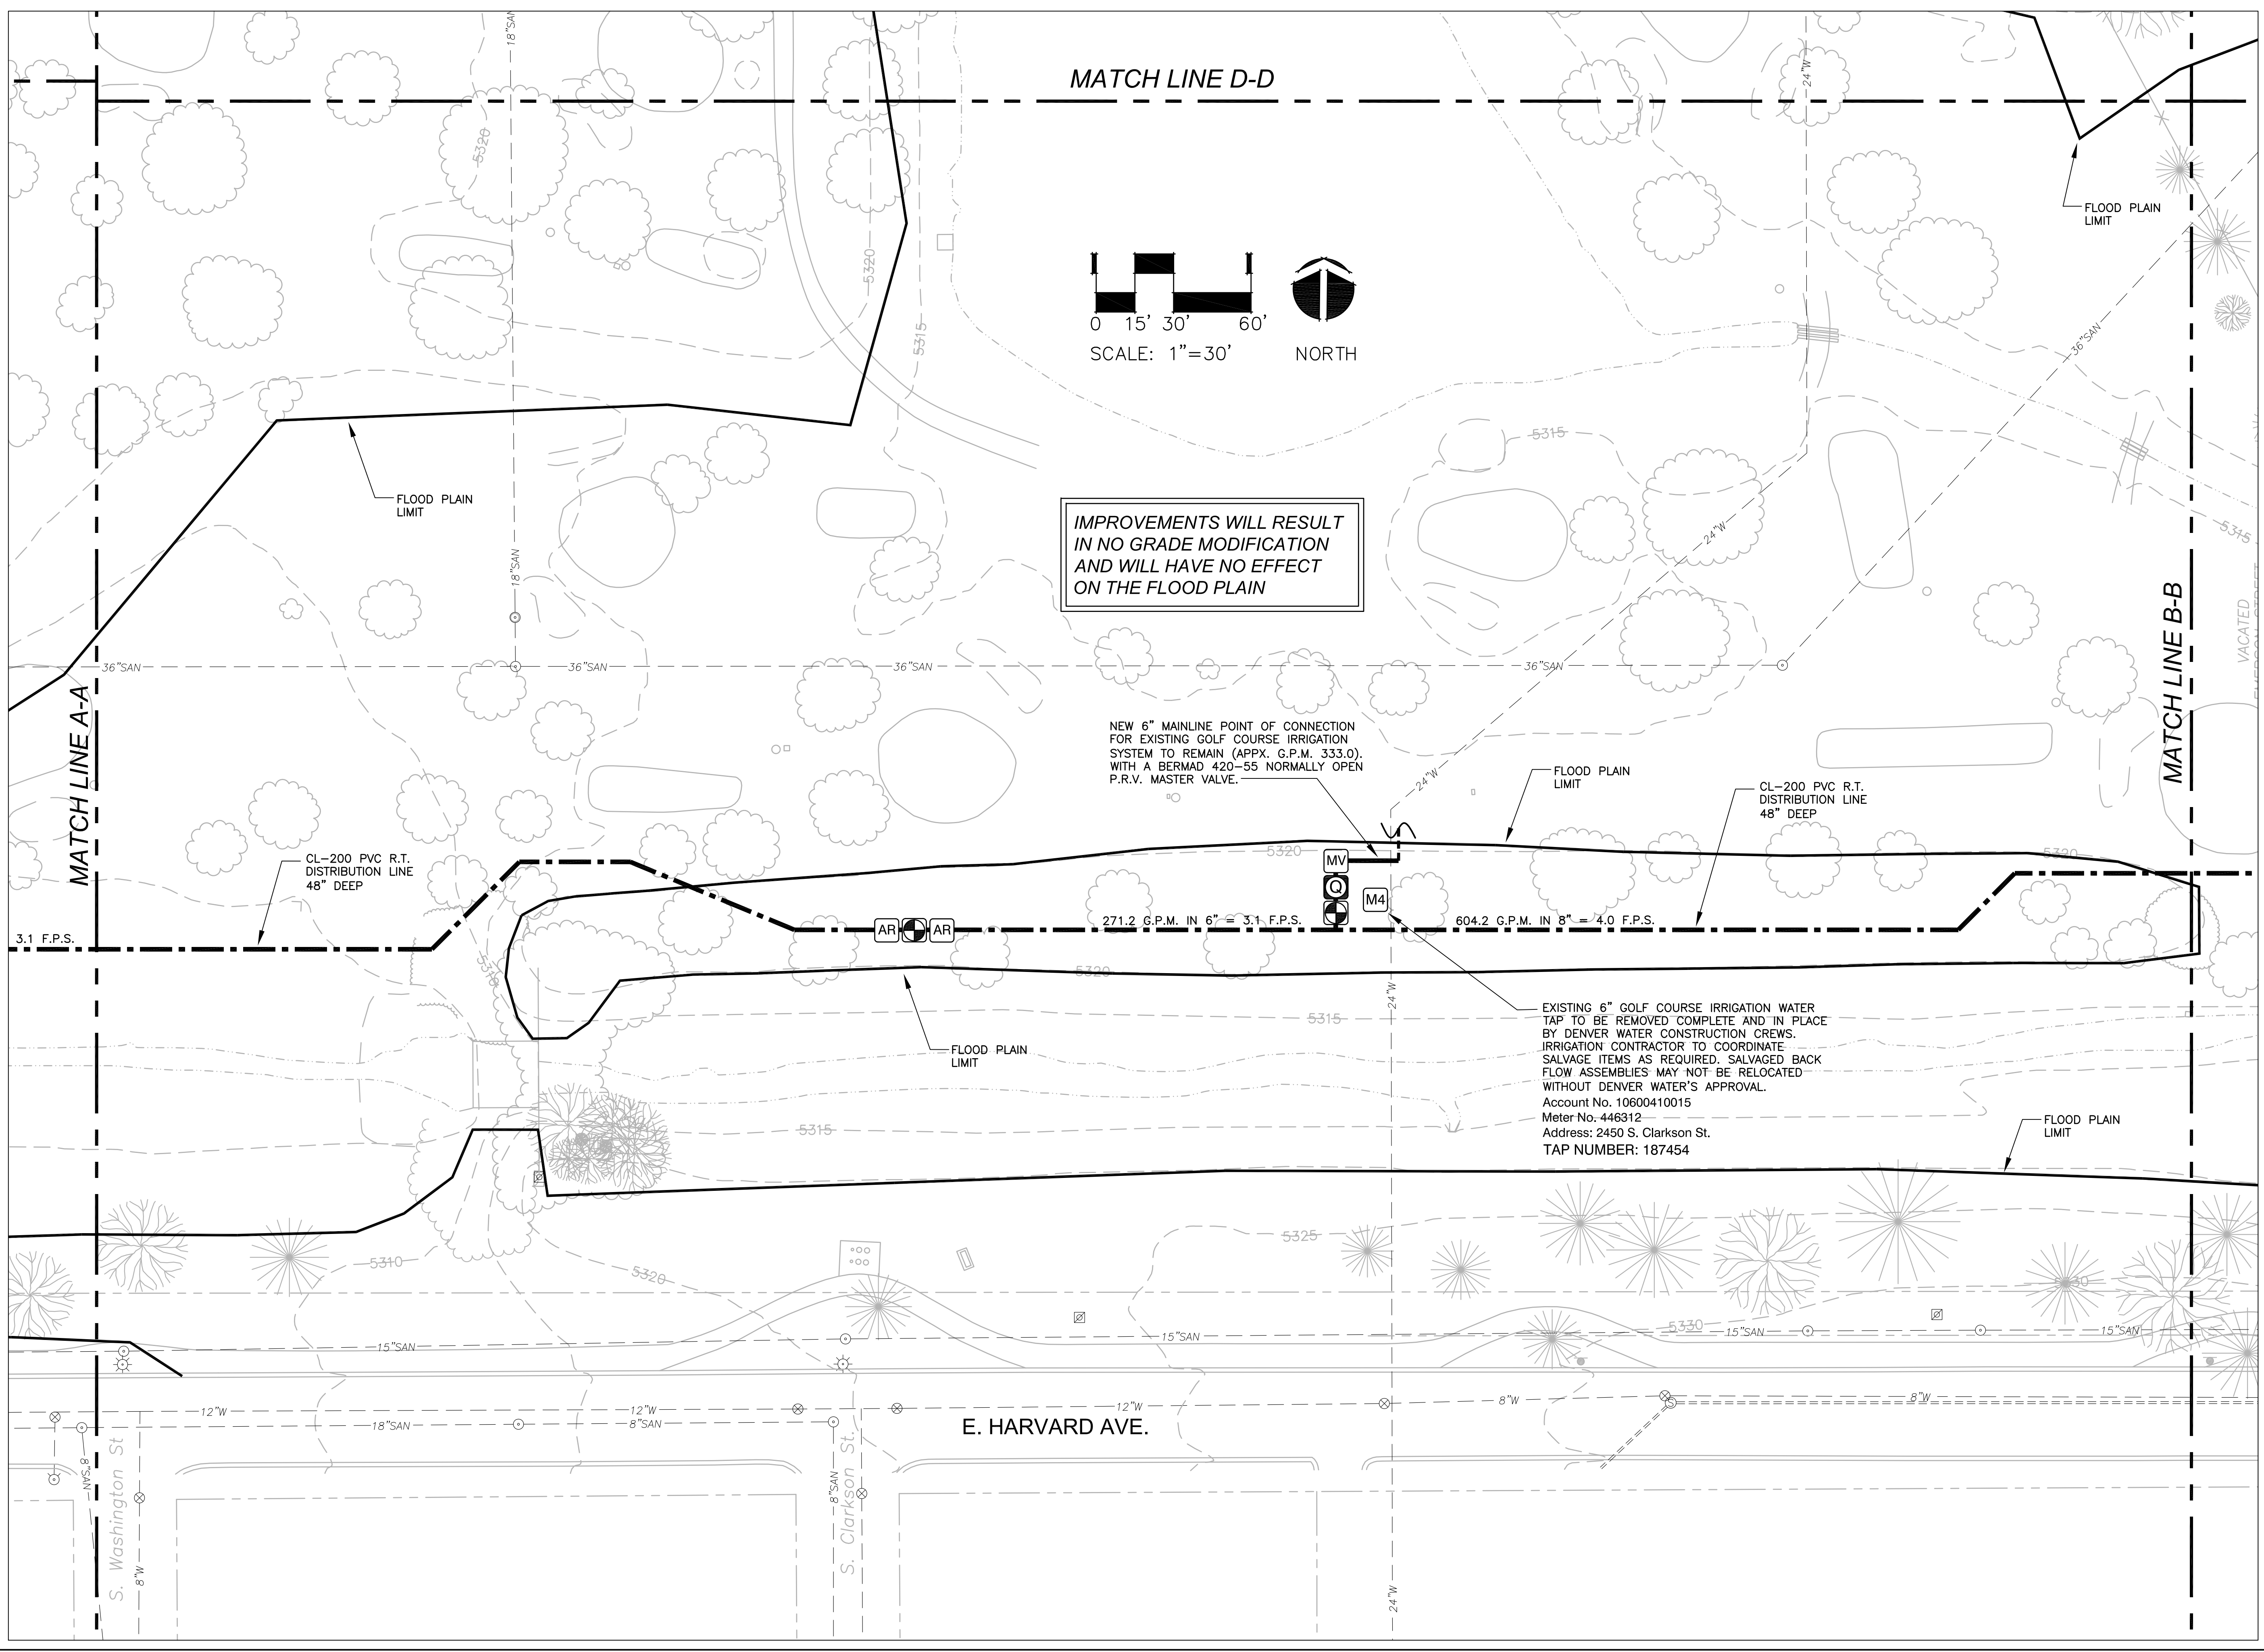 18"SAN
MATCH LINE D-D
24"W
5320
FLOOD PLAIN
LIMIT
5320
5315
0 15' 30' 60'
SCALE: 1"=30'
NORTH
36"SAN
5315
FLOOD PLAIN
LIMIT
IMPROVEMENTS WILL RESULT
IN NO GRADE MODIFICATION
AND WILL HAVE NO EFFECT
ON THE FLOOD PLAIN
24"W
5315
18"SAN
VACATED
36"SAN
36"SAN
36"SAN
36"SAN
MATCH LINE A-A
MATCH LINE B-B
NEW 6" MAINLINE POINT OF CONNECTION
FOR EXISTING GOLF COURSE IRRIGATION
SYSTEM TO REMAIN (APPX. G.P.M. 333.0).
WITH A BERMAD 420-55 NORMALLY OPEN
P.R.V. MASTER VALVE.
24"W
FLOOD PLAIN
LIMIT
CL-200 PVC R.T.
DISTRIBUTION LINE
48" DEEP
CL-200 PVC R.T.
DISTRIBUTION LINE
48" DEEP
5320
5320
MV
Q
M4
3.1 F.P.S.
AR
AR
271.2 G.P.M. IN 6" = 3.1 F.P.S.
604.2 G.P.M. IN 8" = 4.0 F.P.S.
5320
24"W
5315
FLOOD PLAIN
LIMIT
EXISTING 6" GOLF COURSE IRRIGATION WATER
TAP TO BE REMOVED COMPLETE AND IN PLACE
BY DENVER WATER CONSTRUCTION CREWS.
IRRIGATION CONTRACTOR TO COORDINATE
SALVAGE ITEMS AS REQUIRED. SALVAGED BACK
FLOW ASSEMBLIES MAY NOT BE RELOCATED
WITHOUT DENVER WATER'S APPROVAL.
Account No. 10600410015
Meter No. 446312
Address: 2450 S. Clarkson St.
TAP NUMBER: 187454
5315
FLOOD PLAIN
LIMIT
5310
5320
5325
5330
5330
15"SAN
15"SAN
15"SAN
15"SAN
12"W
12"W
12"W
8"W
8"W
18"SAN
8"SAN
E. HARVARD AVE.
S
8"SAN
S. Washington St
8"W
8"SAN
S. Clarkson St.
24"W